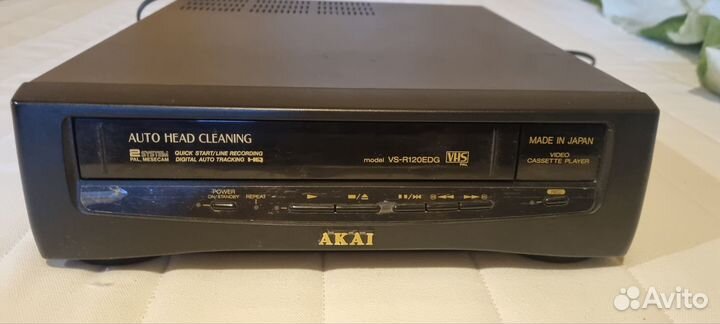 AUTO HEAD CLEANING
2 SYSTEM
PAL, MESECAM
QUICK START/LINE RECORDING
DIGITAL AUTO TRACKING
model VS-R120EDG
VHS
PAL
MADE IN JAPAN
VIDEO
CASSETTE PLAYER
POWER
ON/STANDBY
REPEAT
AKAI
Avito